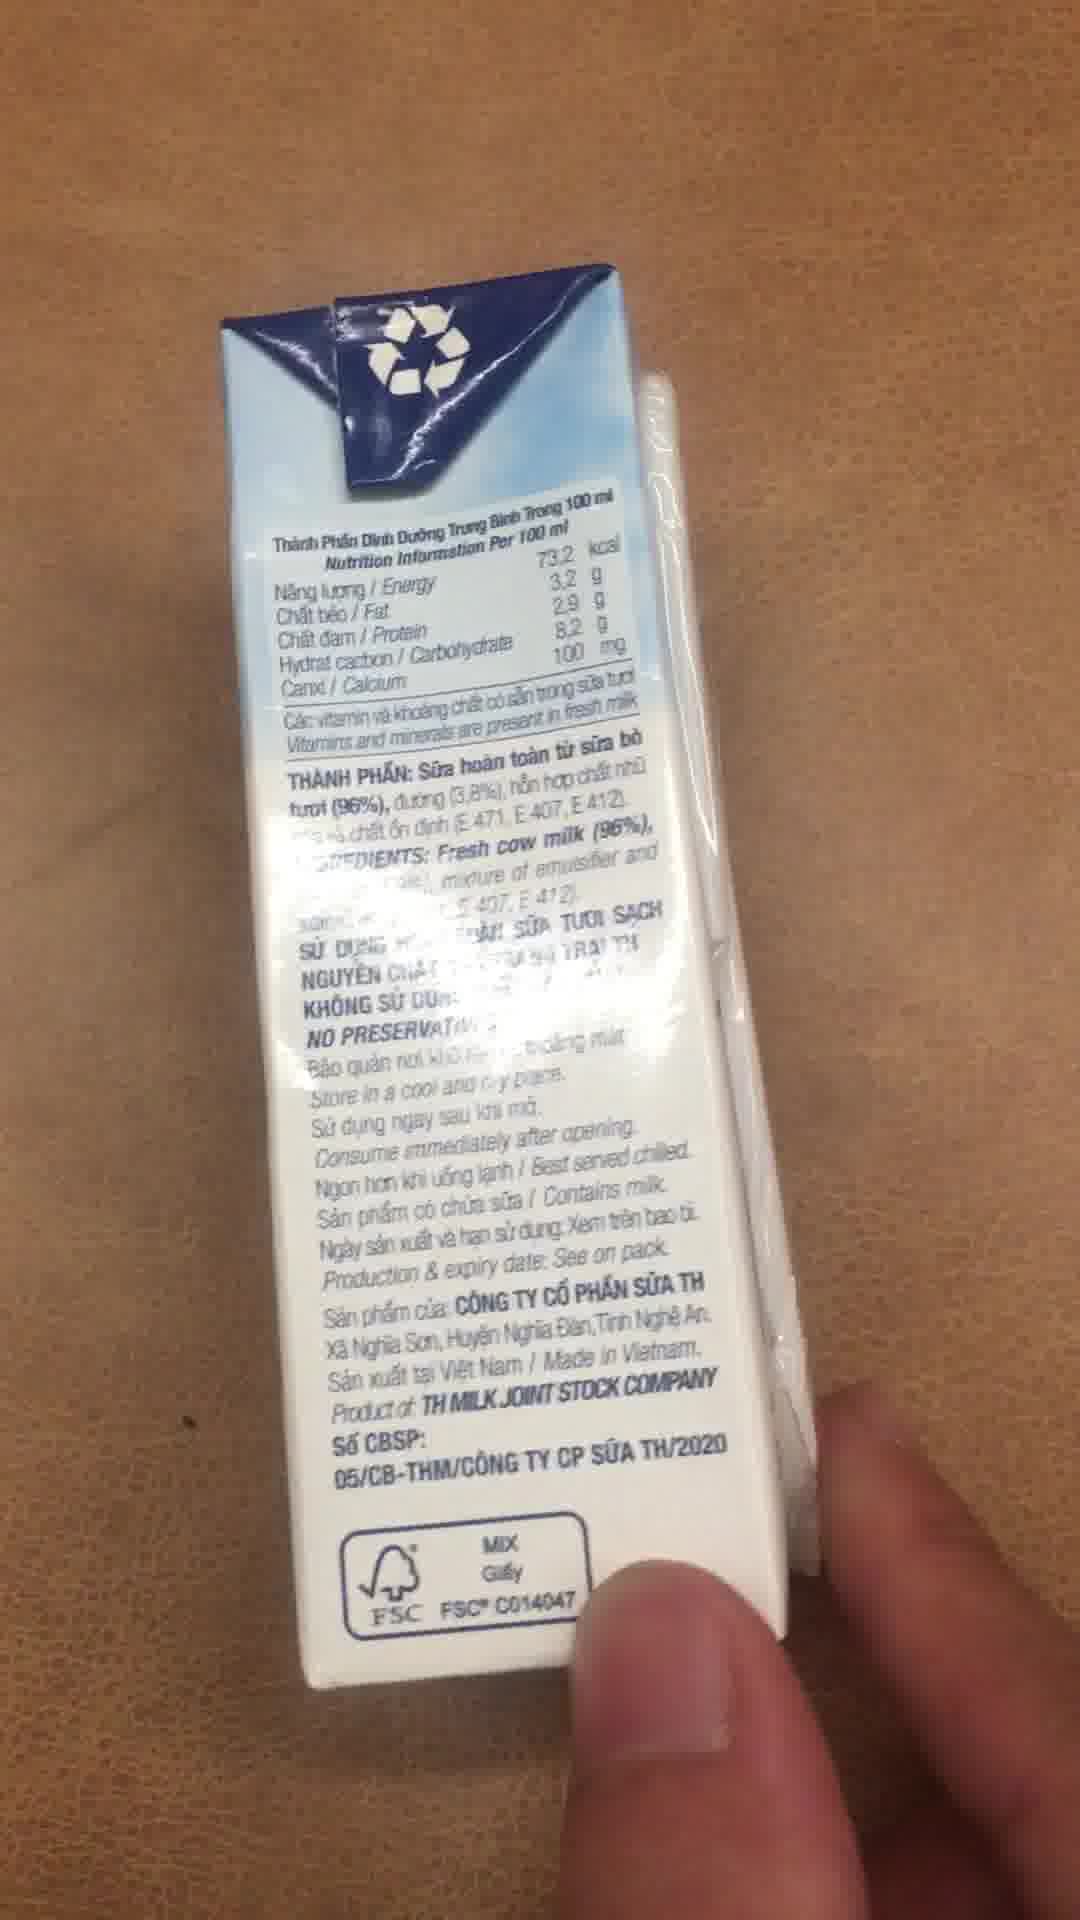 Thành Phần Dinh Dưỡng Trung Bình Trong 100 ml
Nutrition Information Per 100 ml
Năng lượng / Energy 73,2 kcal
Chất béo / Fat 3,2 g
Chất đạm / Protein 2,9 g
Hydrat cacbon / Carbohydrate 8,2 g
Canxi / Calcium 100 mg
Các vitamin và khoáng chất có sẵn trong sữa tươi
Vitamins and minerals are present in fresh milk
THÀNH PHẦN: Sữa hoàn toàn từ sữa bò
tươi (96%), đường (3,8%), hỗn hợp chất nhũ
chất ổn định (E 471, E 407, E 412).
INGREDIENTS: Fresh cow milk (96%),
mixture of emulsifier and
E 407, E 412).
SỬ DỤNG SỮA TƯƠI SẠCH
NGUYÊN CHẤT TRẠI TH
KHÔNG SỬ DỤNG
NO PRESERVATIVE
Bảo quản nơi khô thoáng mát
Store in a cool and dry place.
Sử dụng ngay sau khi mở.
Consume immediately after opening.
Ngon hơn khi uống lạnh / Best served chilled.
Sản phẩm có chứa sữa / Contains milk.
Ngày sản xuất và hạn sử dụng: Xem trên bao bì.
Production & expiry date: See on pack.
Sản phẩm của: CÔNG TY CỔ PHẦN SỮA TH
Xã Nghĩa Sơn, Huyện Nghĩa Đàn, Tỉnh Nghệ An.
Sản xuất tại Việt Nam / Made in Vietnam.
Product of: TH MILK JOINT STOCK COMPANY
Số CBSP:
05/CB-THM/CÔNG TY CP SỮA TH/2020
MIX
Giấy
FSC FSC® C014047